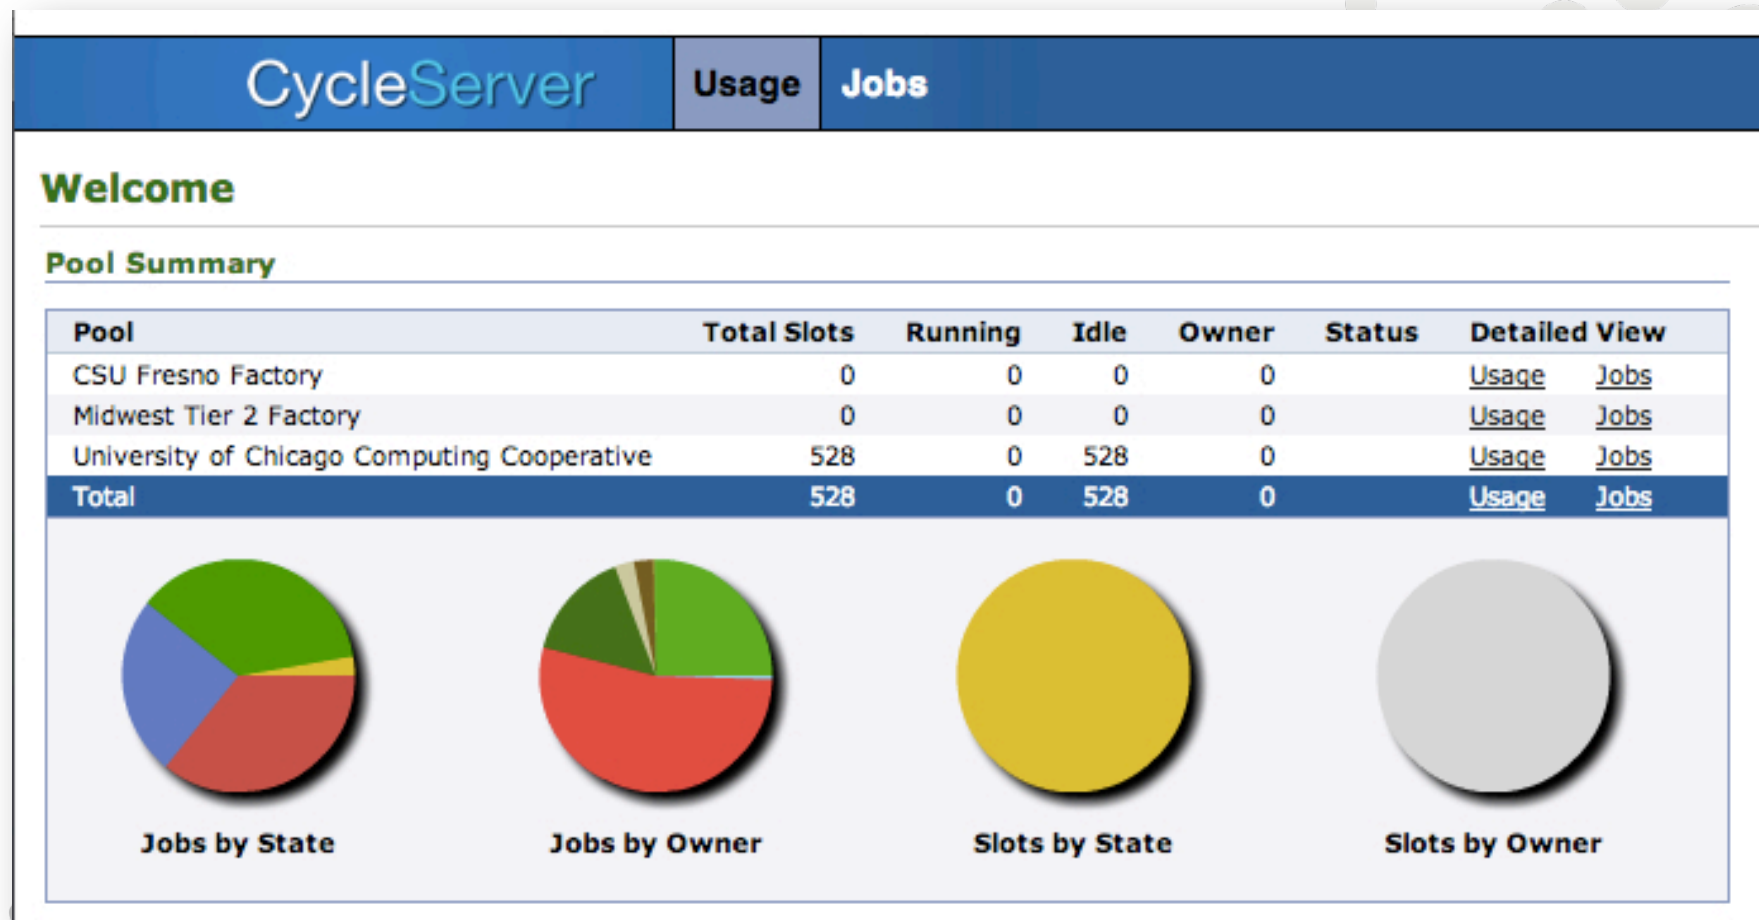 CycleServer Usage Jobs
Welcome
Pool Summary
Pool Total Slots Running Idle Owner Status Detailed View
CSU Fresno Factory 0 0 0 0 Usage Jobs
Midwest Tier 2 Factory 0 0 0 0 Usage Jobs
University of Chicago Computing Cooperative 528 0 528 0 Usage Jobs
Total 528 0 528 0 Usage Jobs
Jobs by State Jobs by Owner Slots by State Slots by Owner